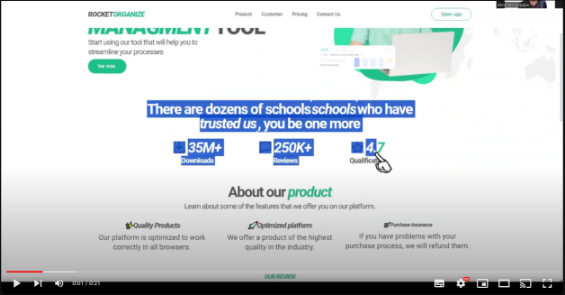 ROCKETORGANIZE
Product Customer Pricing Contact Us
Open app
MANAGMENT TOOL
Start using our tool that will help you to
streamline your processes
Ver más
There are dozens of schools schools who have
trusted us, you be one more
35M+ 250K+ 4.7
Downloads Reviews Qualificat
About our product
Learn about some of the features that we offer you on our platform.
Quality Products Optimized platform Purchase Insurance
Our platform is optimized to work We offer a product of the highest If you have problems with your
correctly in all browsers. quality in the industry. purchase process, we will refund them.
OUR REVIEW
0:01 / 0:21